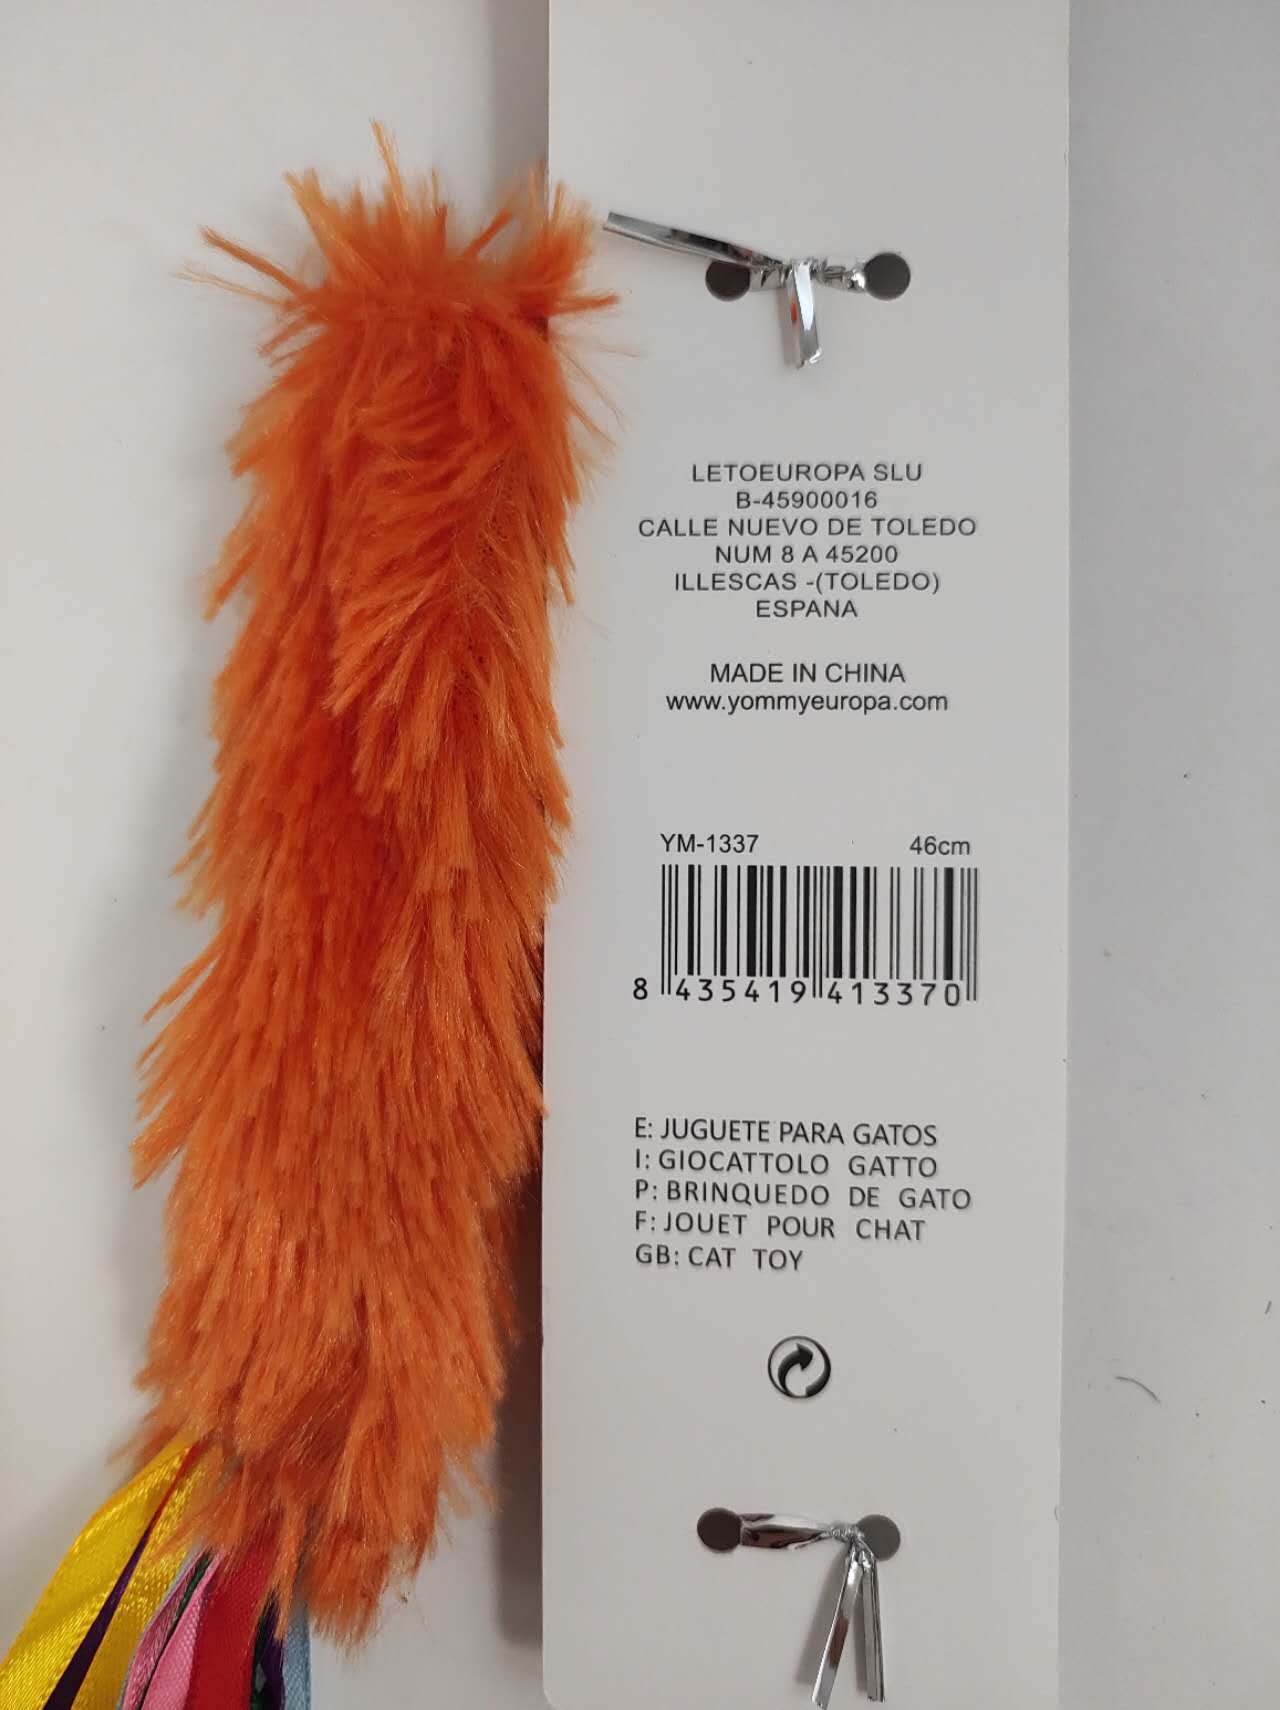 LETOEUROPA SLU
B-45900016
CALLE NUEVO DE TOLEDO
NUM 8 A 45200
ILLESCAS -(TOLEDO)
ESPANA
MADE IN CHINA
www.yommyeuropa.com
YM-1337 46cm
8 435419 413370
E: JUGUETE PARA GATOS
I: GIOCATTOLO GATTO
P: BRINQUEDO DE GATO
F: JOUET POUR CHAT
GB: CAT TOY